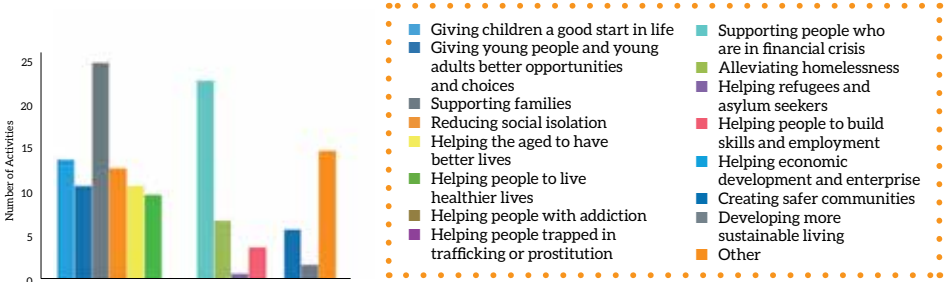 25
20
15
10
5
0
Number of Activities
Giving children a good start in life
Giving young people and young
adults better opportunities
and choices
Supporting families
Reducing social isolation
Helping the aged to have
better lives
Helping people to live
healthier lives
Helping people with addiction
Helping people trapped in
trafficking or prostitution
Supporting people who
are in financial crisis
Alleviating homelessness
Helping refugees and
asylum seekers
Helping people to build
skills and employment
Helping economic
development and enterprise
Creating safer communities
Developing more
sustainable living
Other